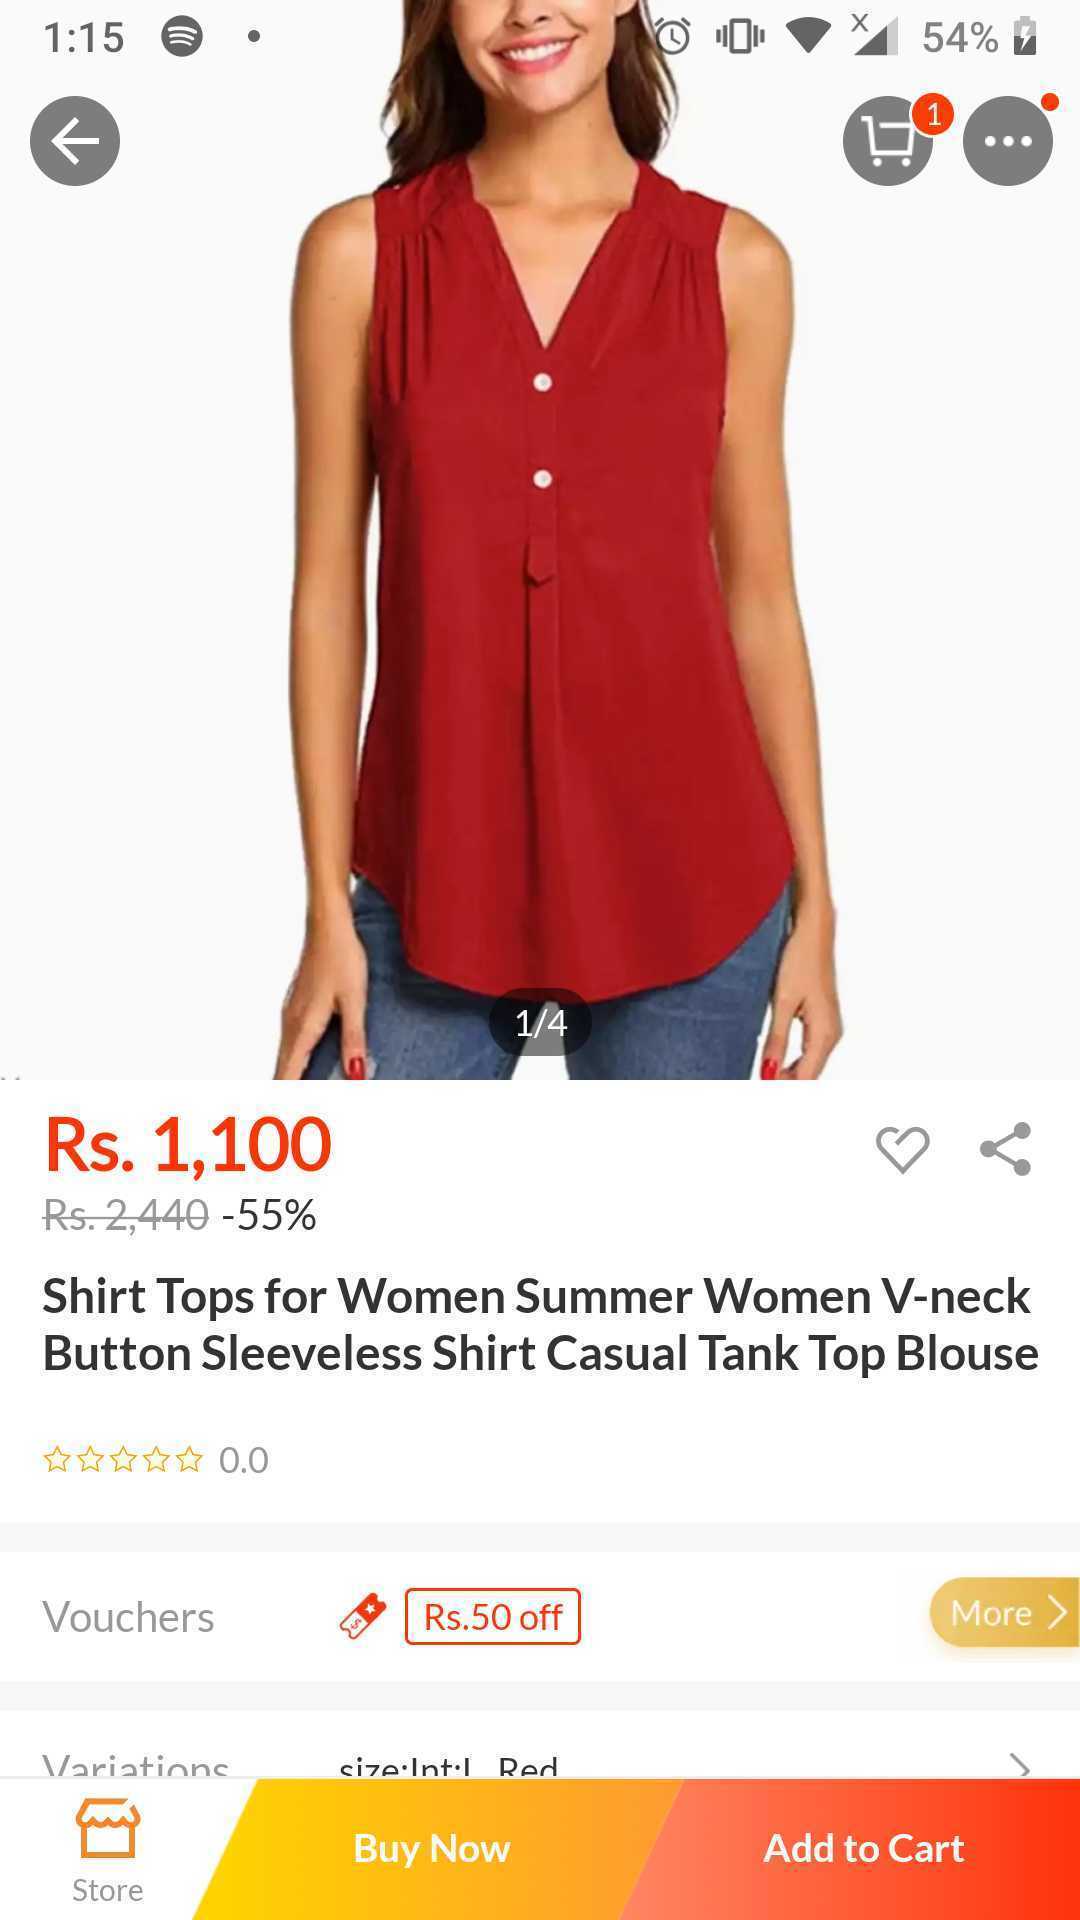 1:15
X
54%
1
1/4
Rs. 1,100
Rs. 2,440 -55%
Shirt Tops for Women Summer Women V-neck
Button Sleeveless Shirt Casual Tank Top Blouse
0.0
Vouchers
Rs.50 off
More
Variations
size:Int:L, Red
Buy Now
Add to Cart
Store